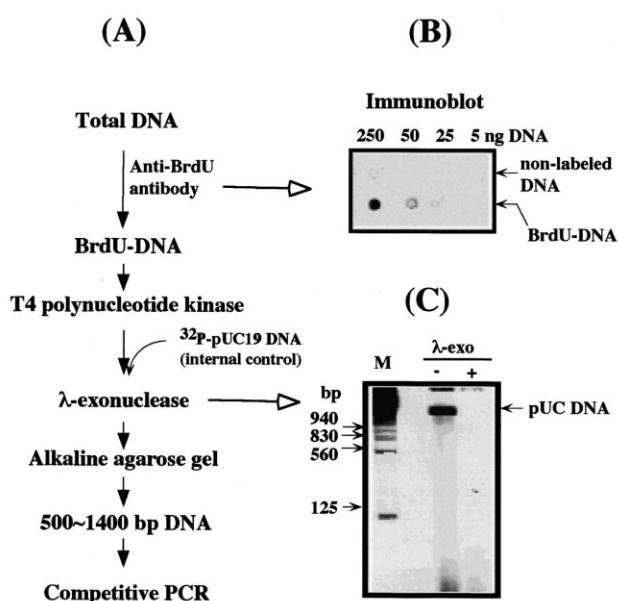 (A)
Total DNA
Anti-BrdU
antibody
BrdU-DNA
T4 polynucleotide kinase
³²P-pUC19 DNA
(internal control)
λ-exonuclease
Alkaline agarose gel
500~1400 bp DNA
Competitive PCR
(B)
Immunoblot
250 50 25 5 ng DNA
non-labeled
DNA
BrdU-DNA
(C)
λ-exo
M - +
bp
940
830
560
125
pUC DNA